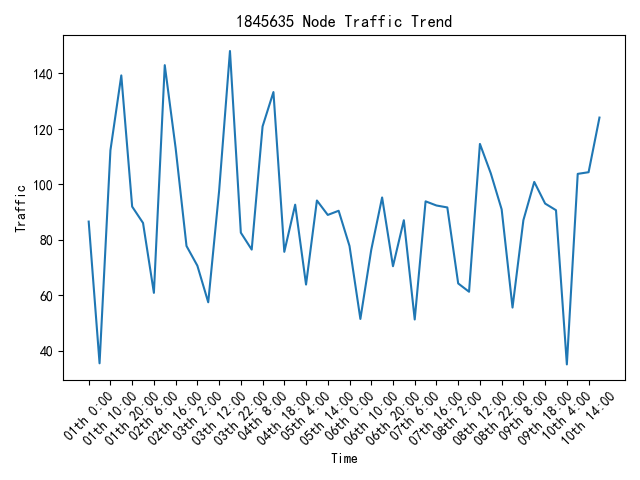 1845635 Node Traffic Trend
Traffic
140
120
100
80
60
40
01th 0:00
01th 10:00
01th 20:00
02th 6:00
02th 16:00
03th 2:00
03th 12:00
03th 22:00
04th 8:00
04th 18:00
05th 4:00
05th 14:00
06th 0:00
06th 10:00
06th 20:00
07th 6:00
07th 16:00
08th 2:00
08th 12:00
08th 22:00
09th 8:00
09th 18:00
10th 4:00
10th 14:00
Time